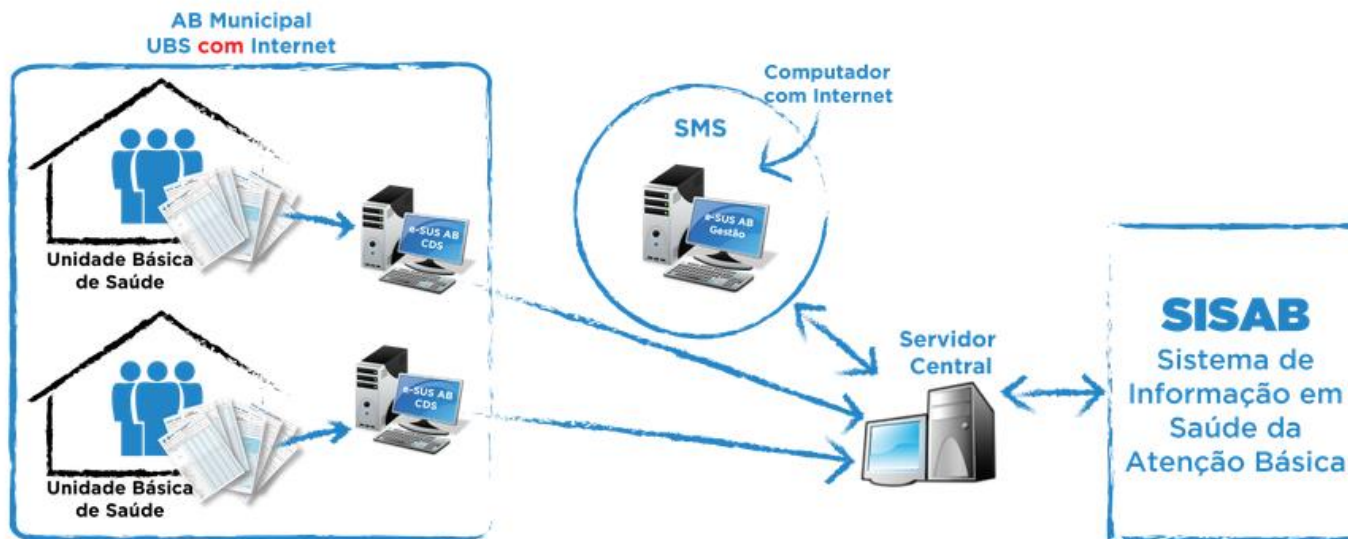 AB Municipal
UBS com Internet
Unidade Básica
de Saúde
e-SUS AB
CDS
Unidade Básica
de Saúde
e-SUS AB
CDS
Computador
com Internet
SMS
e-SUS AB
Gestão
Servidor
Central
SISAB
Sistema de
Informação em
Saúde da
Atenção Básica